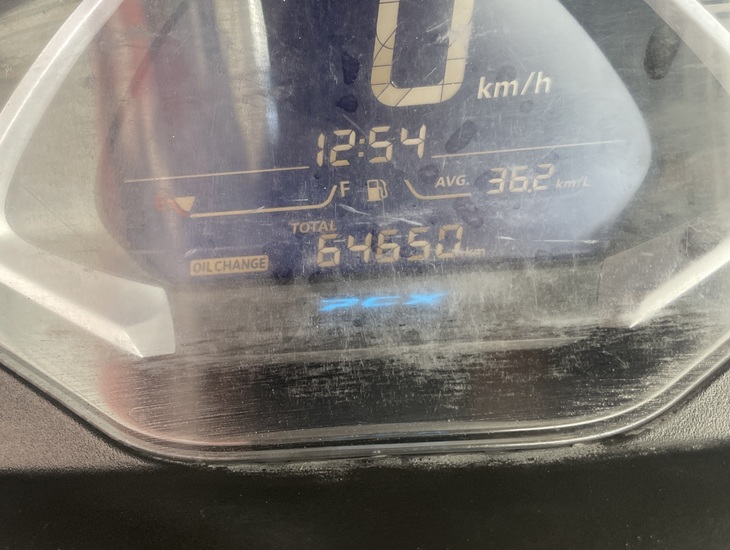 0 km/h
12:54
F AVG. 36.2 km/L
TOTAL
64650 km
OIL CHANGE
PCX